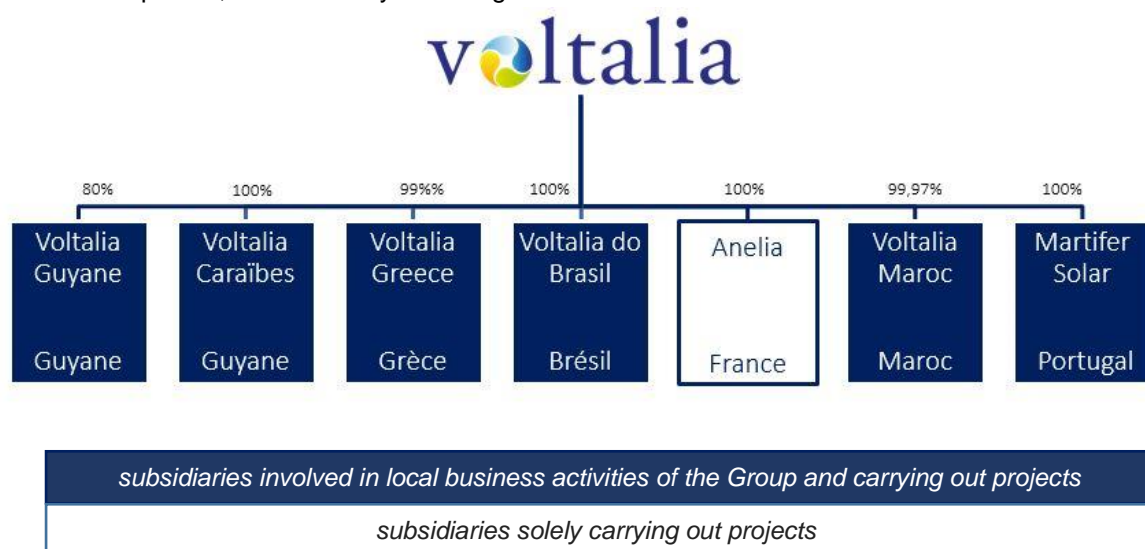 voltalia
80%
100%
99%%
100%
100%
99,97%
100%
Voltalia
Guyane
Guyane
Voltalia
Caraïbes
Guyane
Voltalia
Greece
Grèce
Voltalia do
Brasil
Brésil
Anelia
France
Voltalia
Maroc
Maroc
Martifer
Solar
Portugal
subsidiaries involved in local business activities of the Group and carrying out projects
subsidiaries solely carrying out projects